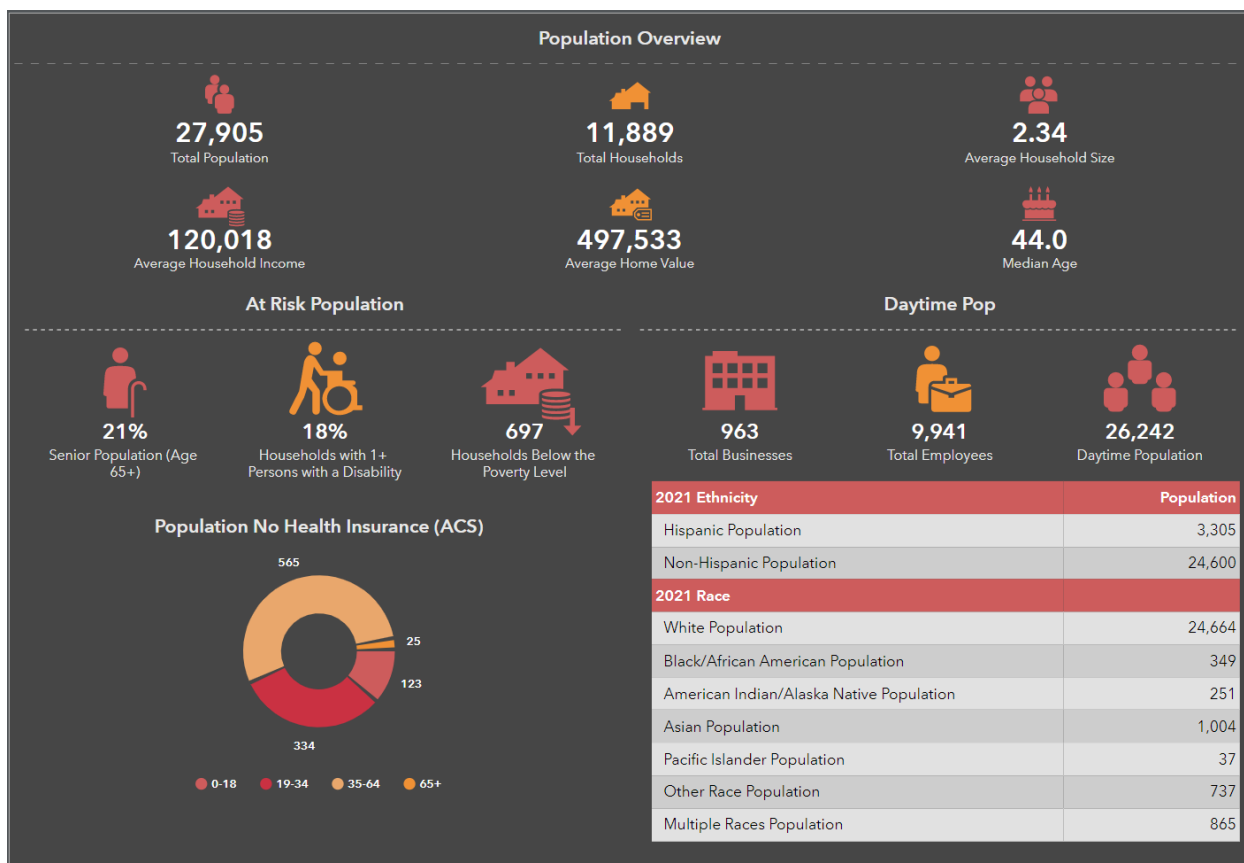 Population Overview
27,905
Total Population
11,889
Total Households
2.34
Average Household Size
120,018
Average Household Income
497,533
Average Home Value
44.0
Median Age
At Risk Population
21%
Senior Population (Age
65+)
18%
Households with 1+
Persons with a Disability
697
Households Below the
Poverty Level
Daytime Pop
963
Total Businesses
9,941
Total Employees
26,242
Daytime Population
Population No Health Insurance (ACS)
565
25
123
334
0-18 19-34 35-64 65+
2021 Ethnicity Population
Hispanic Population 3,305
Non-Hispanic Population 24,600
2021 Race
White Population 24,664
Black/African American Population 349
American Indian/Alaska Native Population 251
Asian Population 1,004
Pacific Islander Population 37
Other Race Population 737
Multiple Races Population 865